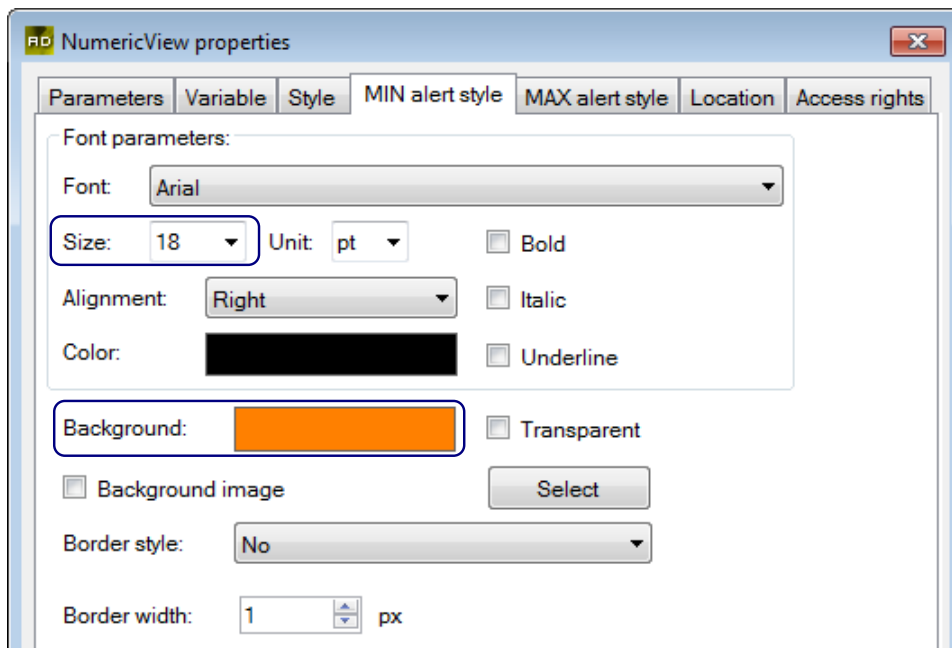 AD NumericView properties
Parameters Variable Style MIN alert style MAX alert style Location Access rights
Font parameters:
Font: Arial
Size: 18 Unit: pt Bold
Alignment: Right Italic
Color: Underline
Background: Transparent
Background image Select
Border style: No
Border width: 1 px